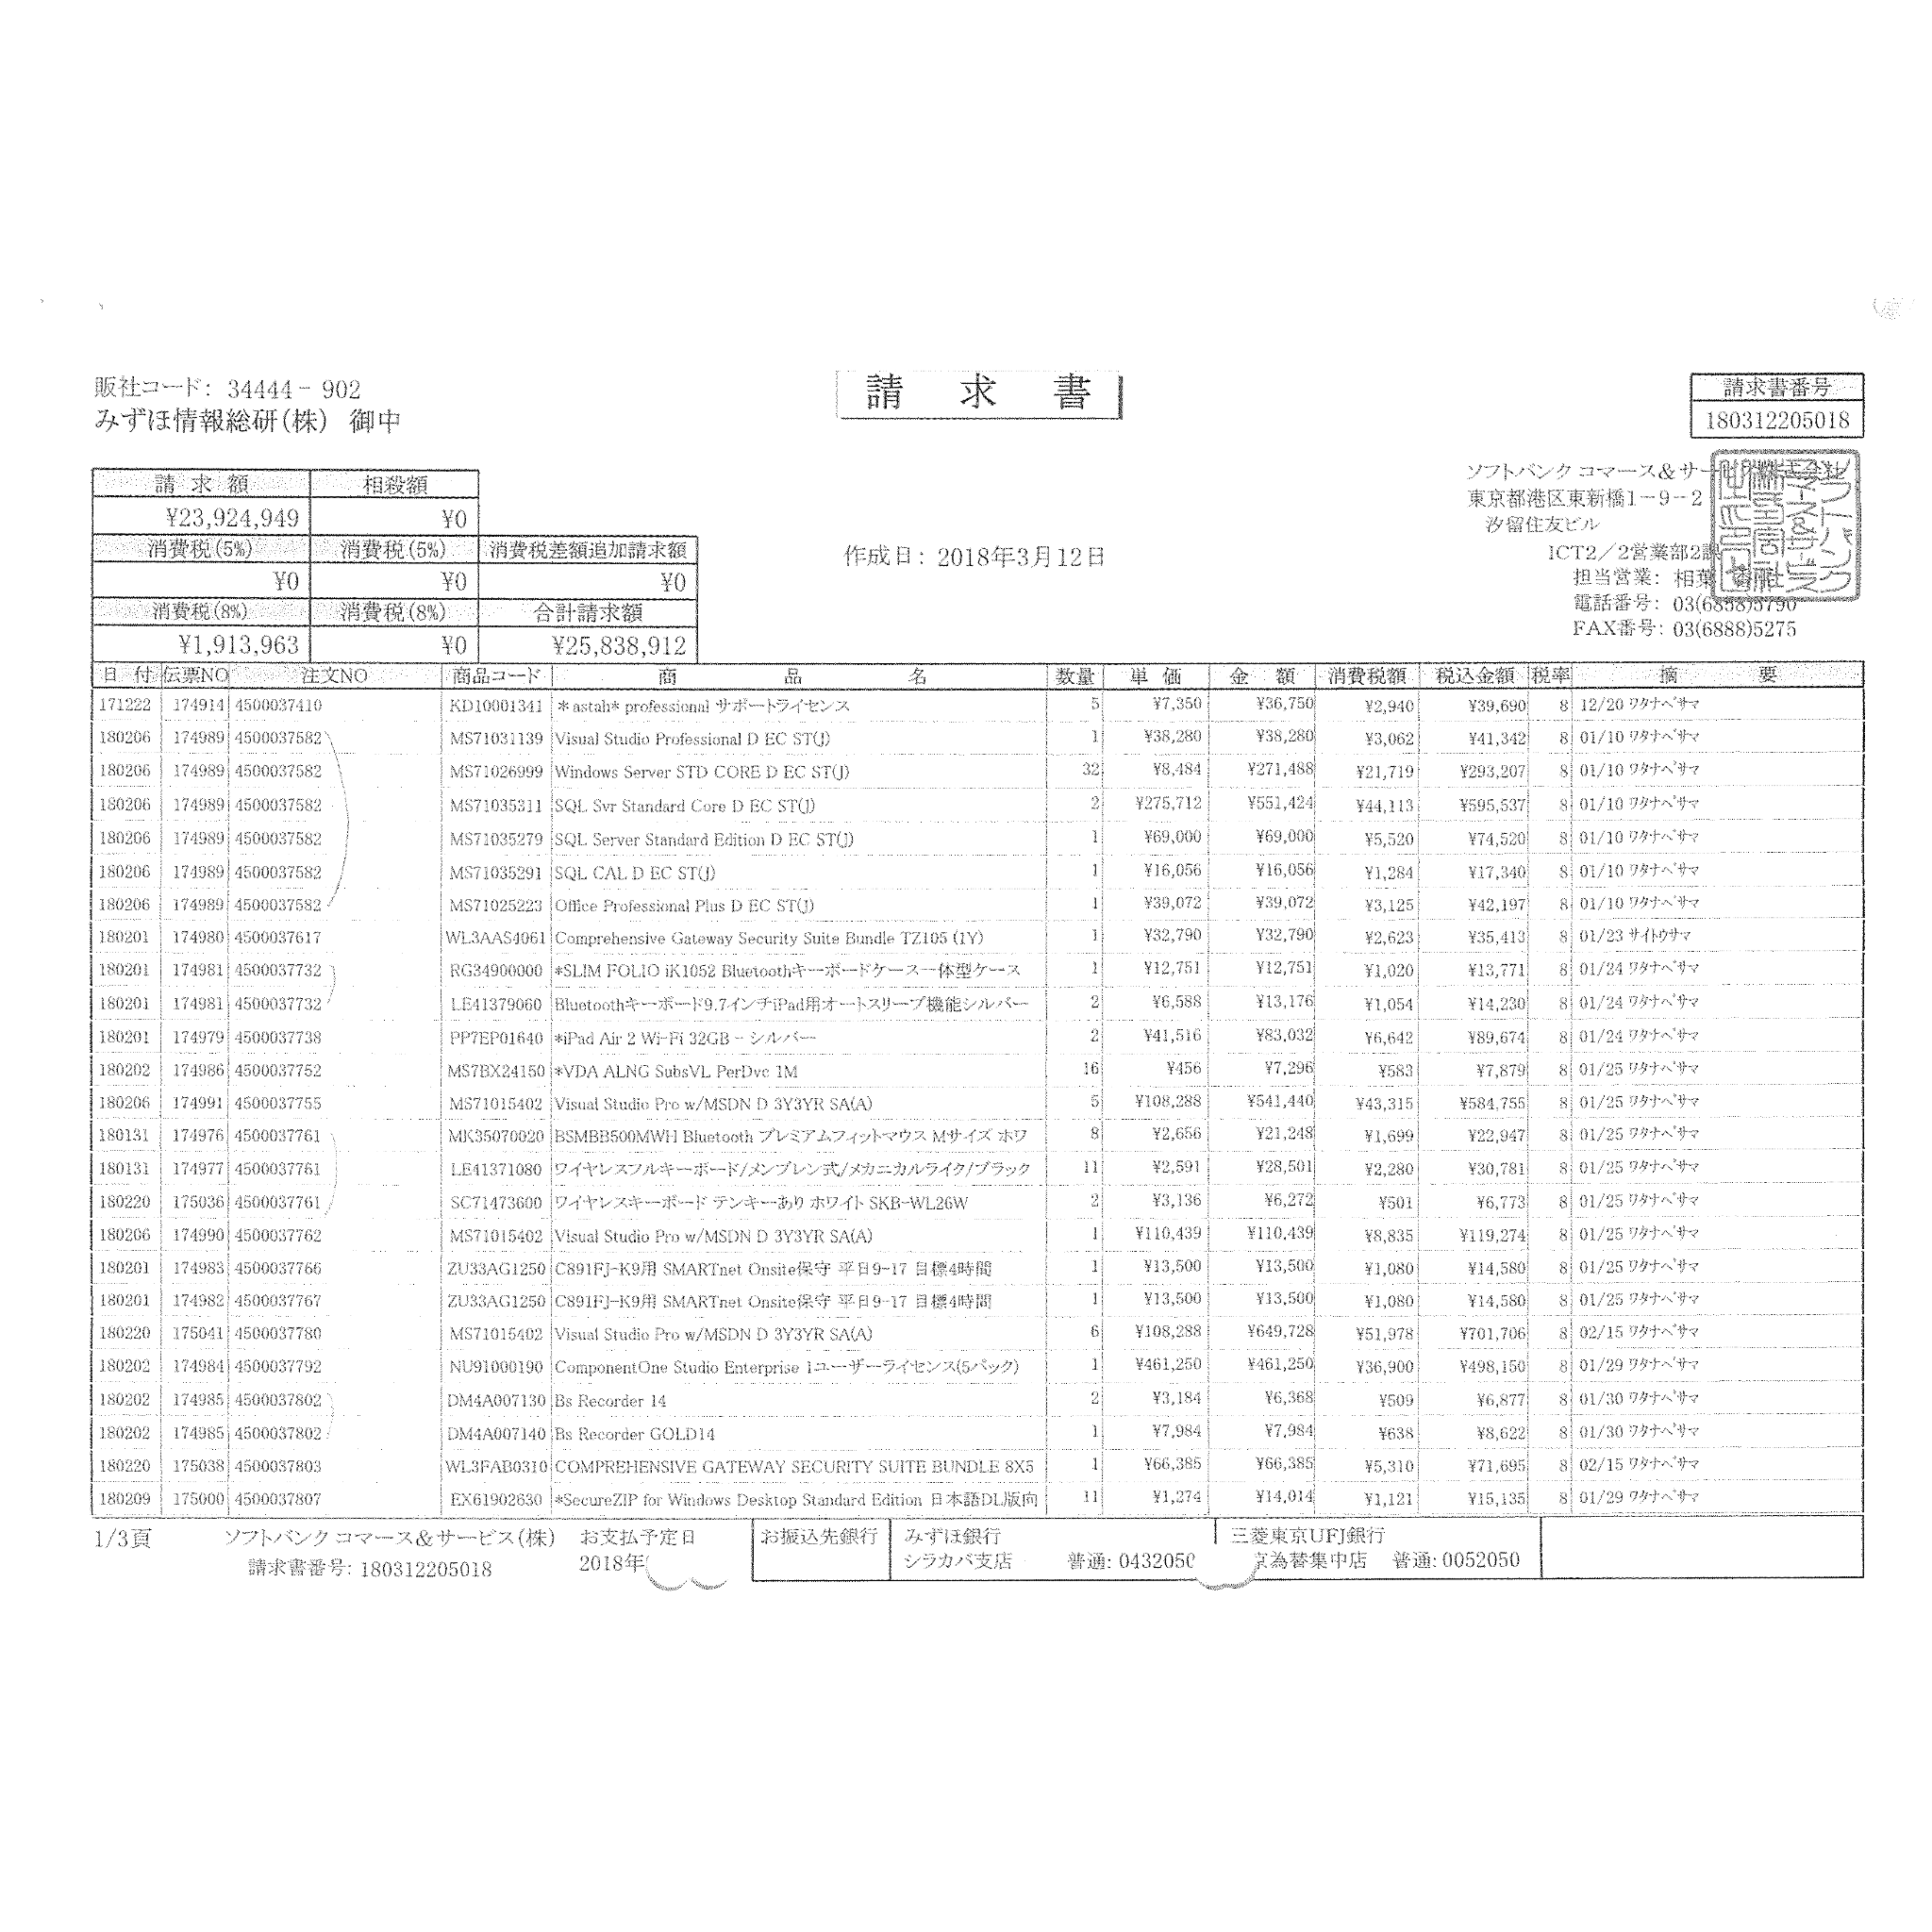 販社コード: 34444- 902
みずほ情報総研(株) 御中
請 求 書
請求書番号
180312205018
ソフトバンク コマース&サー
東京都港区東新橋1-9-2
汐留住友ビル
ICT2/2営業部2課
担当営業: 相葉
電話番号: 03(6858)5790
FAX番号: 03(6888)5275
作成日: 2018年3月12日
請 求 額 相殺額
¥23,924,949 ¥0
消費税(5%) 消費税(5%) 消費税差額追加請求額
¥0 ¥0 ¥0
消費税(8%) 消費税(8%) 合計請求額
¥1,913,963 ¥0 ¥25,838,912
日 付 伝票NO 注文NO 商品コード 商 品 名 数量 単 価 金 額 消費税額 税込金額 税率 摘 要
171222 174914 4500037410 KD10001341 *astah* professional サポートライセンス 5 ¥7,350 ¥36,750 ¥2,940 ¥39,690 8 12/20 ワタナベサマ
180206 174989 4500037582 MS71031139 Visual Studio Professional D EC ST(J) 1 ¥38,280 ¥38,280 ¥3,062 ¥41,342 8 01/10 ワタナベサマ
180206 174989 4500037582 MS71026999 Windows Server STD CORE D EC ST(J) 32 ¥8,484 ¥271,488 ¥21,719 ¥293,207 8 01/10 ワタナベサマ
180206 174989 4500037582 MS71035311 SQL Svr Standard Core D EC ST(J) 2 ¥275,712 ¥551,424 ¥44,113 ¥595,537 8 01/10 ワタナベサマ
180206 174989 4500037582 MS71035279 SQL Server Standard Edition D EC ST(J) 1 ¥69,000 ¥69,000 ¥5,520 ¥74,520 8 01/10 ワタナベサマ
180206 174989 4500037582 MS71035291 SQL CAL D EC ST(J) 1 ¥16,056 ¥16,056 ¥1,284 ¥17,340 8 01/10 ワタナベサマ
180206 174989 4500037582 MS71025223 Office Professional Plus D EC ST(J) 1 ¥39,072 ¥39,072 ¥3,125 ¥42,197 8 01/10 ワタナベサマ
180201 174980 4500037617 WL3AAS4061 Comprehensive Gateway Security Suite Bundle TZ105 (1Y) 1 ¥32,790 ¥32,790 ¥2,623 ¥35,413 8 01/23 サイトウサマ
180201 174981 4500037732 RG34900000 *SLIM FOLIO iK1052 Bluetoothキーボードケース一体型ケース 1 ¥12,751 ¥12,751 ¥1,020 ¥13,771 8 01/24 ワタナベサマ
180201 174981 4500037732 LE41379060 Bluetoothキーボード9.7インチiPad用オートスリープ機能シルバー 2 ¥6,588 ¥13,176 ¥1,054 ¥14,230 8 01/24 ワタナベサマ
180201 174979 4500037738 PP7EP01640 *iPad Air 2 Wi-Fi 32GB - シルバー 2 ¥41,516 ¥83,032 ¥6,642 ¥89,674 8 01/24 ワタナベサマ
180202 174986 4500037752 MS7BX24150 *VDA ALNG SubsVL PerDvc 1M 16 ¥456 ¥7,296 ¥583 ¥7,879 8 01/25 ワタナベサマ
180206 174991 4500037755 MS71015402 Visual Studio Pro w/MSDN D 3Y3YR SA(A) 5 ¥108,288 ¥541,440 ¥43,315 ¥584,755 8 01/25 ワタナベサマ
180131 174976 4500037761 MK35070020 BSMBB500MWH Bluetooth プレミアムフィットマウス Mサイズ ホワ 8 ¥2,656 ¥21,248 ¥1,699 ¥22,947 8 01/25 ワタナベサマ
180131 174977 4500037761 LE41371080 ワイヤレスフルキーボード/メンブレン式/メカニカルライク/ブラック 11 ¥2,591 ¥28,501 ¥2,280 ¥30,781 8 01/25 ワタナベサマ
180220 175036 4500037761 SC71473600 ワイヤレスキーボード テンキーあり ホワイト SKB-WL26W 2 ¥3,136 ¥6,272 ¥501 ¥6,773 8 01/25 ワタナベサマ
180206 174990 4500037762 MS71015402 Visual Studio Pro w/MSDN D 3Y3YR SA(A) 1 ¥110,439 ¥110,439 ¥8,835 ¥119,274 8 01/25 ワタナベサマ
180201 174983 4500037766 ZU33AG1250 C891FJ-K9用 SMARTnet Onsite保守 平日9-17 目標4時間 1 ¥13,500 ¥13,500 ¥1,080 ¥14,580 8 01/25 ワタナベサマ
180201 174982 4500037767 ZU33AG1250 C891FJ-K9用 SMARTnet Onsite保守 平日9-17 目標4時間 1 ¥13,500 ¥13,500 ¥1,080 ¥14,580 8 01/25 ワタナベサマ
180220 175041 4500037780 MS71015402 Visual Studio Pro w/MSDN D 3Y3YR SA(A) 6 ¥108,288 ¥649,728 ¥51,978 ¥701,706 8 02/15 ワタナベサマ
180202 174984 4500037792 NU91000190 ComponentOne Studio Enterprise 1ユーザーライセンス(5パック) 1 ¥461,250 ¥461,250 ¥36,900 ¥498,150 8 01/29 ワタナベサマ
180202 174985 4500037802 DM4A007130 Bs Recorder 14 2 ¥3,184 ¥6,368 ¥509 ¥6,877 8 01/30 ワタナベサマ
180202 174985 4500037802 DM4A007140 Bs Recorder GOLD14 1 ¥7,984 ¥7,984 ¥638 ¥8,622 8 01/30 ワタナベサマ
180220 175038 4500037803 WL3FAB0310 COMPREHENSIVE GATEWAY SECURITY SUITE BUNDLE 8X5 1 ¥66,385 ¥66,385 ¥5,310 ¥71,695 8 02/15 ワタナベサマ
180209 175000 4500037807 EX61902630 *SecureZIP for Windows Desktop Standard Edition 日本語DL版向 11 ¥1,274 ¥14,014 ¥1,121 ¥15,135 8 01/29 ワタナベサマ
1/3頁 ソフトバンク コマース&サービス(株) お支払予定日 お振込先銀行 みずほ銀行 三菱東京UFJ銀行
請求書番号: 180312205018 2018年 シラカバ支店 普通: 0432050 京為替集中店 普通: 0052050